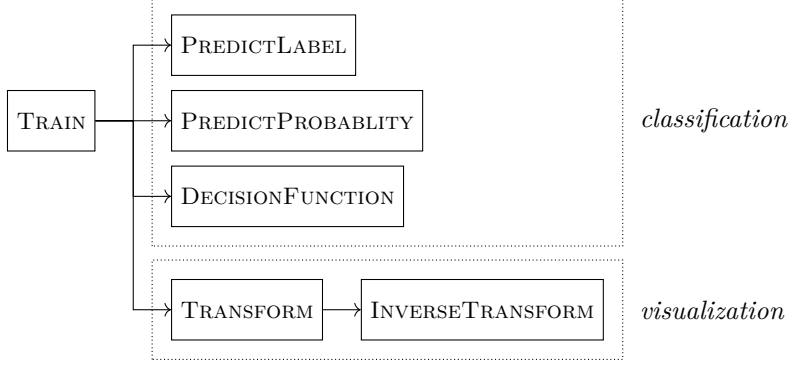 PREDICTLABEL
TRAIN
PREDICTPROBABLITY
classification
DECISIONFUNCTION
TRANSFORM
INVERSETRANSFORM
visualization